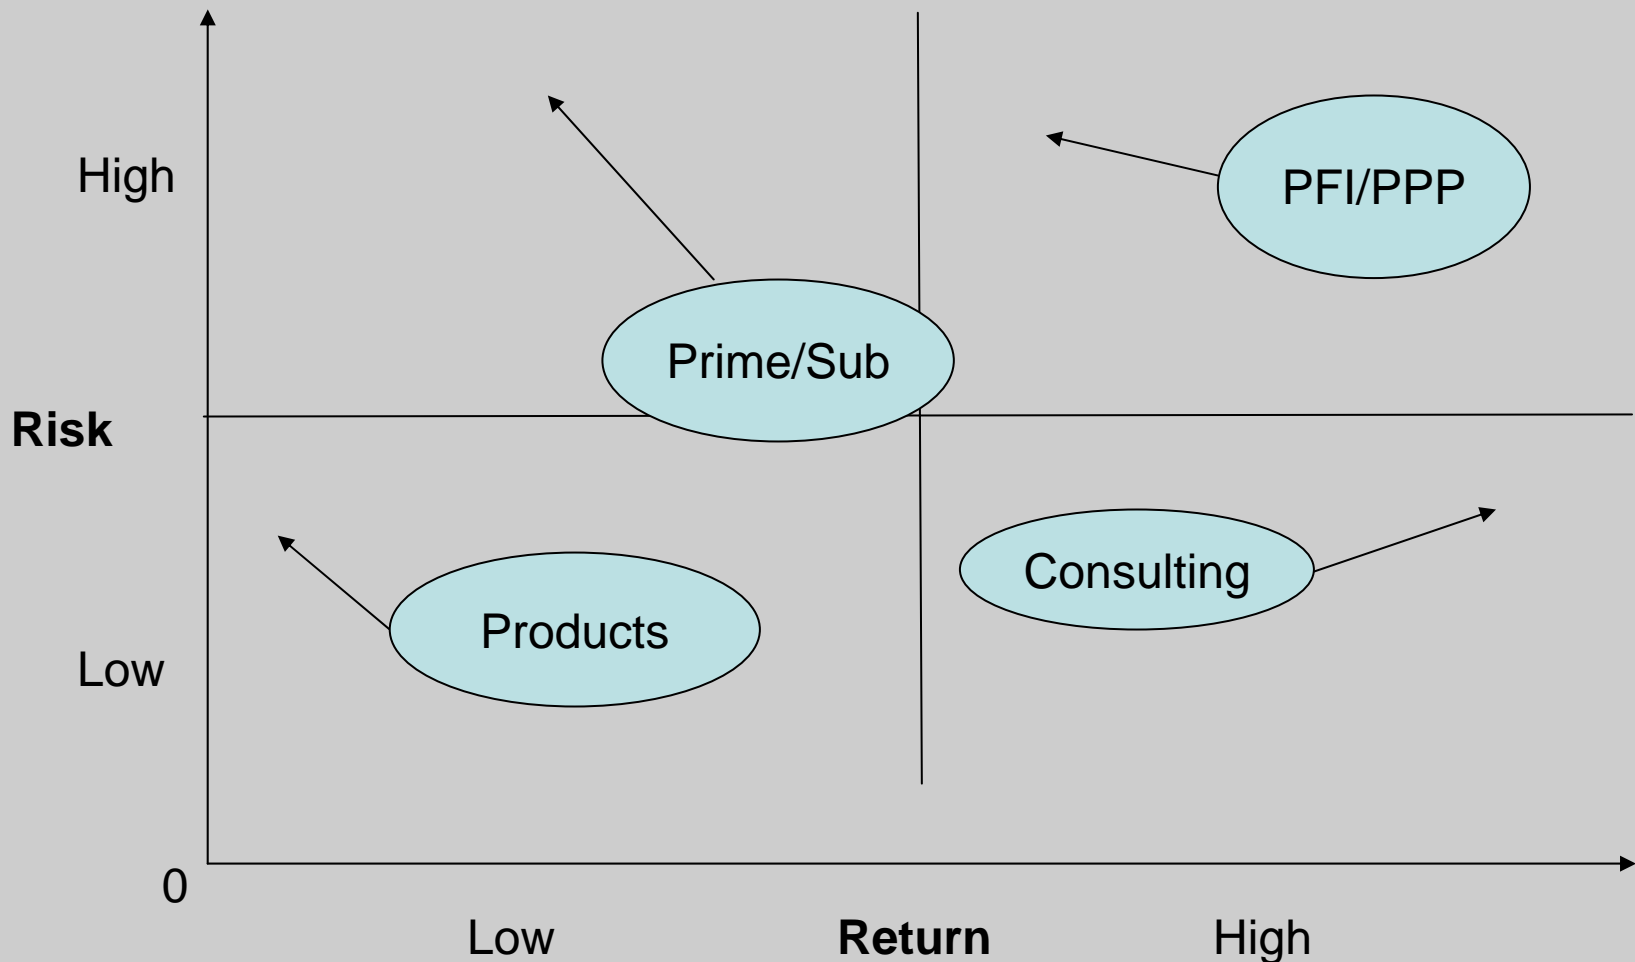 High
PFI/PPP
Prime/Sub
Risk
Consulting
Products
Low
0
Low
Return
High